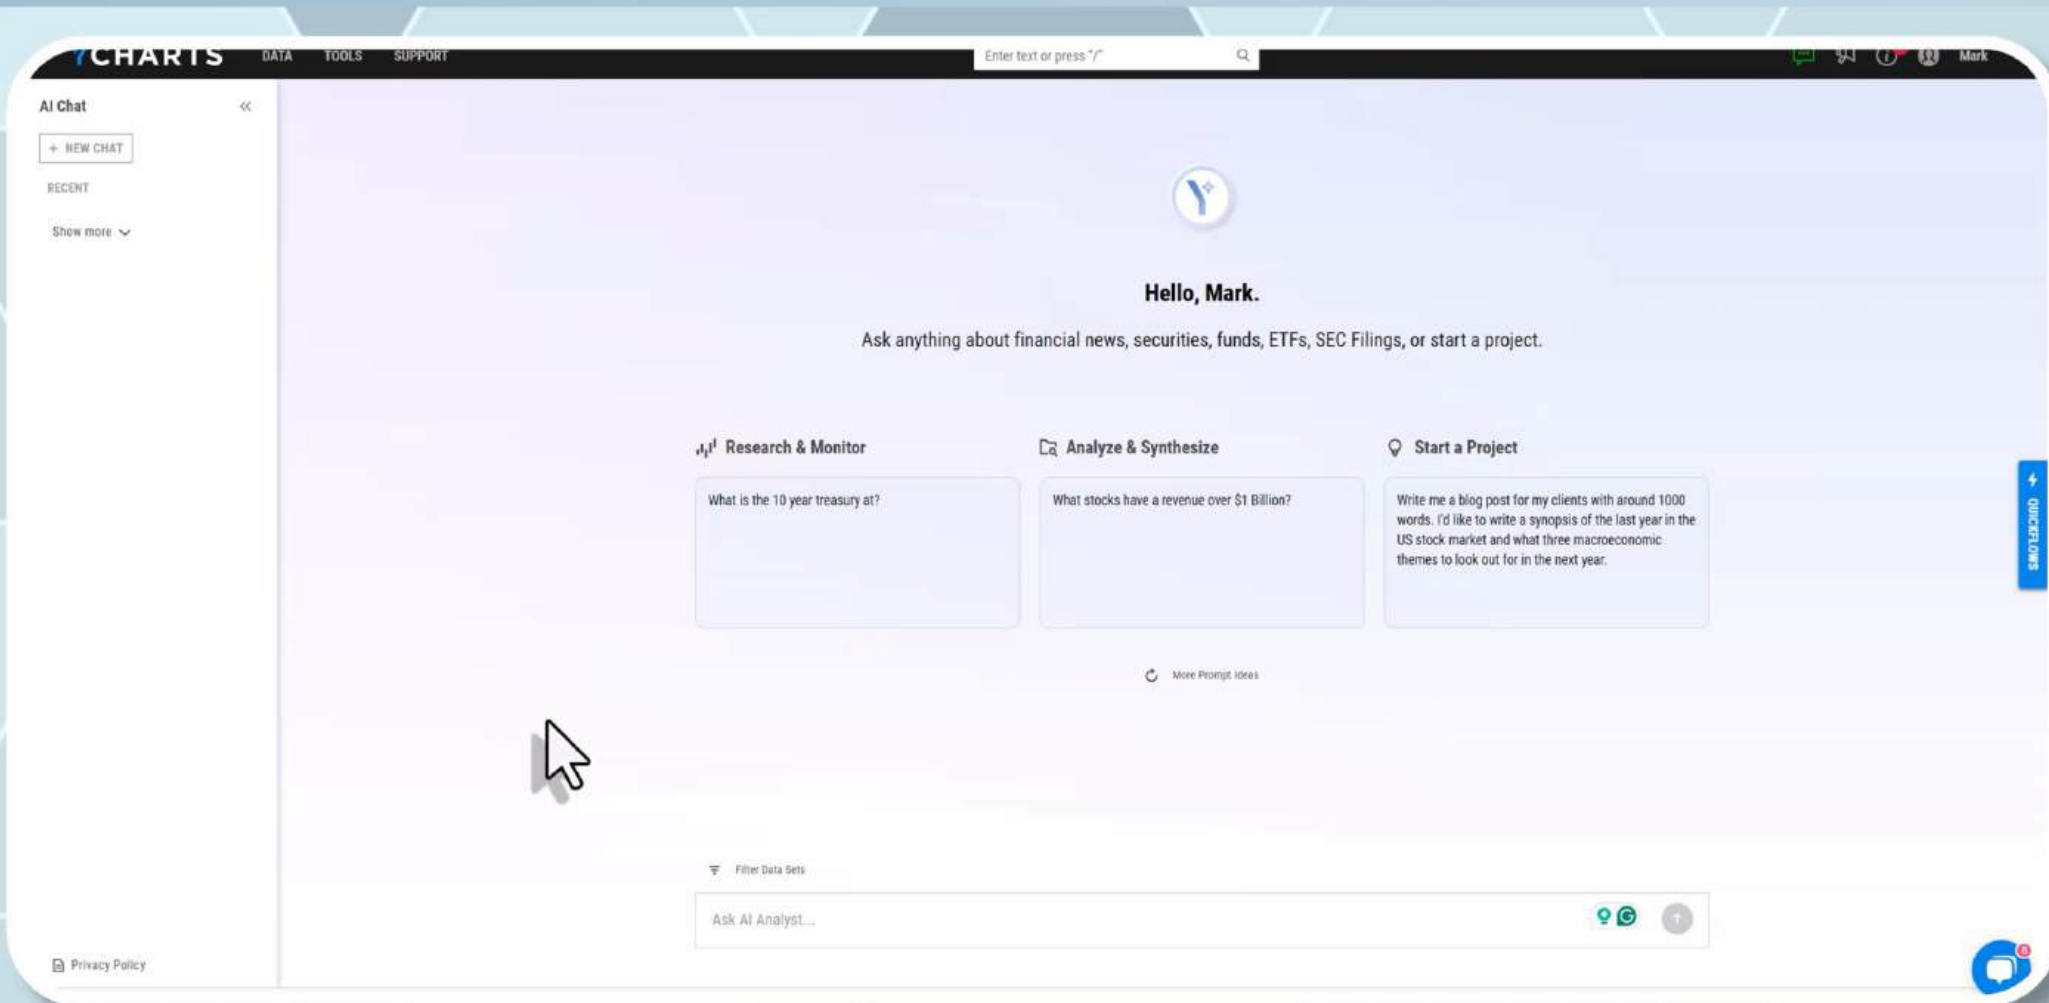 YCHARTS DATA TOOLS SUPPORT Enter text or press "/" Mark
AI Chat
+ NEW CHAT
RECENT
Show more
Hello, Mark.
Ask anything about financial news, securities, funds, ETFs, SEC Filings, or start a project.
Research & Monitor
What is the 10 year treasury at?
Analyze & Synthesize
What stocks have a revenue over $1 Billion?
Start a Project
Write me a blog post for my clients with around 1000
words. I'd like to write a synopsis of the last year in the
US stock market and what three macroeconomic
themes to look out for in the next year.
More Prompt Ideas
QUICKFLOWS
Filter Data Sets
Ask AI Analyst...
Privacy Policy